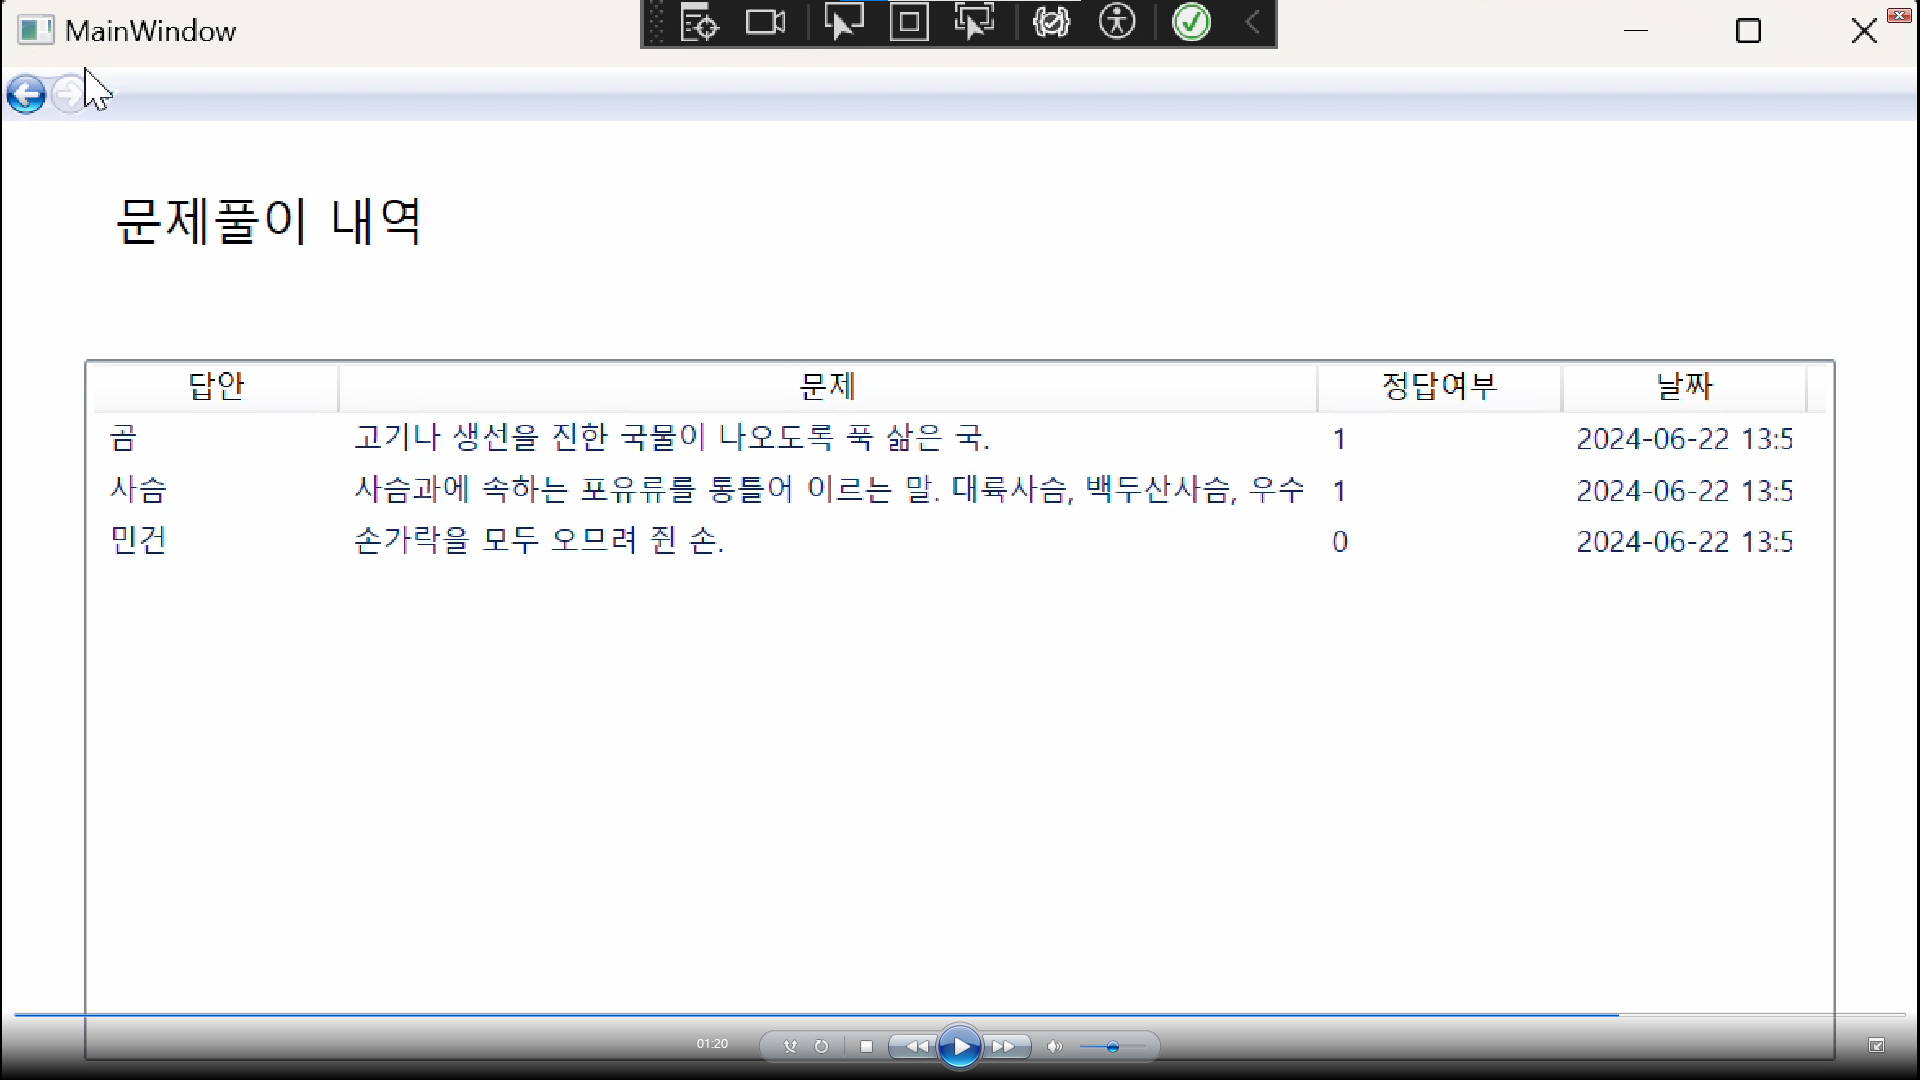 MainWindow
문제풀이 내역
답안 문제 정답여부 날짜
곰 고기나 생선을 진한 국물이 나오도록 푹 삶은 국. 1 2024-06-22 13:5
사슴 사슴과에 속하는 포유류를 통틀어 이르는 말. 대륙사슴, 백두산사슴, 우수 1 2024-06-22 13:5
민건 손가락을 모두 오므려 쥔 손. 0 2024-06-22 13:5
01:20